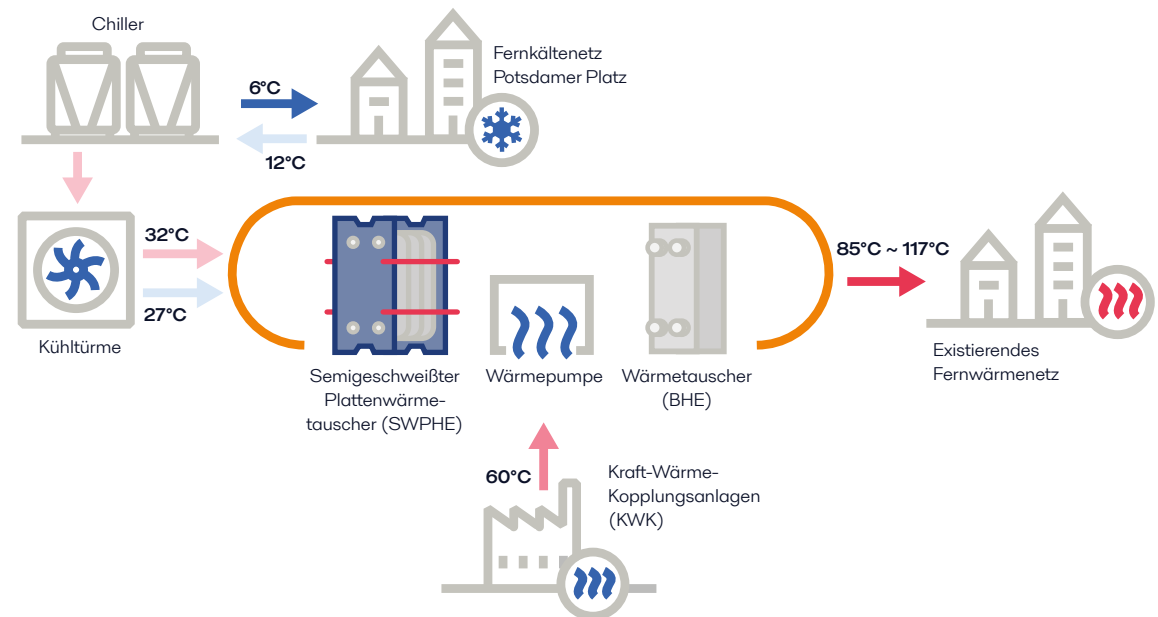 Chiller
6°C
12°C
Fernkältenetz
Potsdamer Platz
32°C
27°C
Kühltürme
Semigeschweißter
Plattenwärme-
tauscher (SWPHE)
Wärmepumpe
Wärmetauscher
(BHE)
85°C ~ 117°C
Existierendes
Fernwärmenetz
60°C
Kraft-Wärme-
Kopplungsanlagen
(KWK)